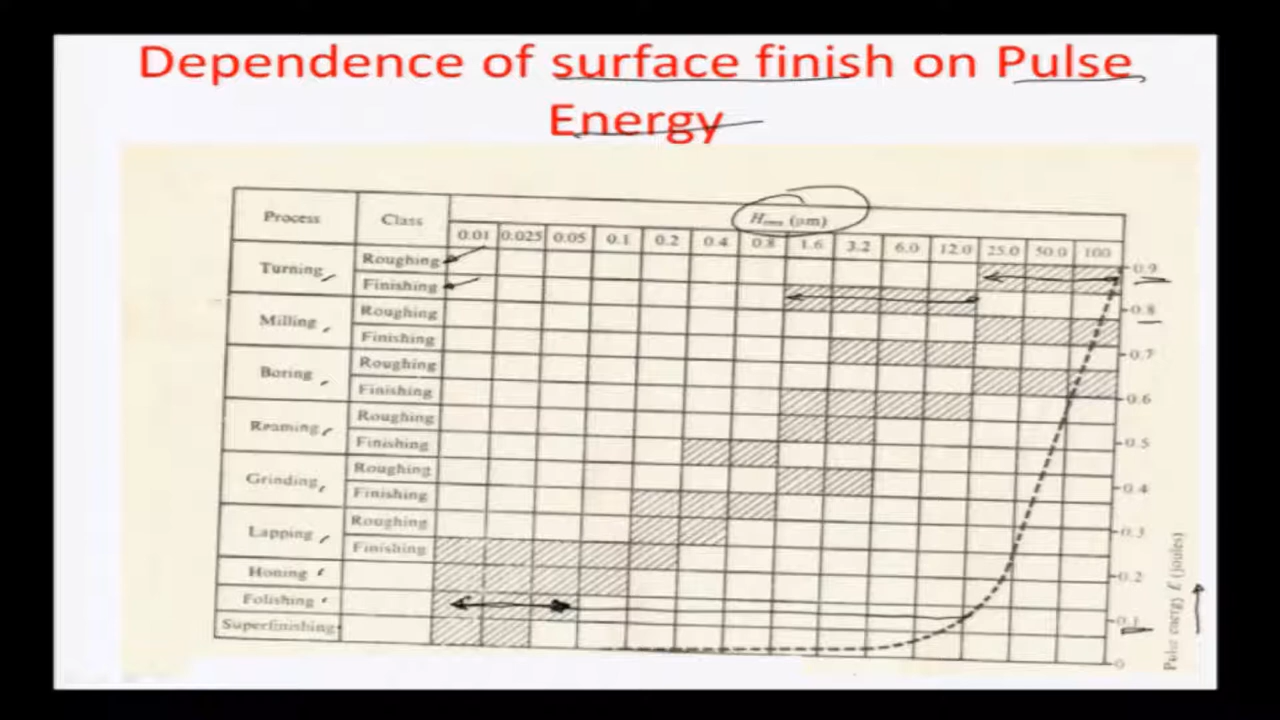 Dependence of surface finish on Pulse
Energy
Process Class H (μm)
0.01 0.025 0.05 0.1 0.2 0.4 0.8 1.6 3.2 6.0 12.0 25.0 50.0 100
Turning Roughing 0.9
Finishing
Milling Roughing 0.8
Finishing 0.7
Boring Roughing
Finishing 0.6
Reaming Roughing
Finishing 0.5
Grinding Roughing
Finishing 0.4
Lapping Roughing 0.3
Finishing
Honing 0.2
Folishing 0.1
Superfinishing 0
Pulse energy E (joules)